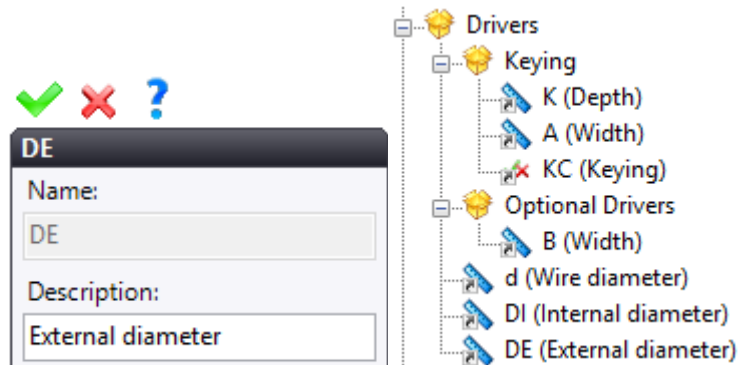 DE
Name:
DE
Description:
External diameter
Drivers
Keying
K (Depth)
A (Width)
KC (Keying)
Optional Drivers
B (Width)
d (Wire diameter)
DI (Internal diameter)
DE (External diameter)